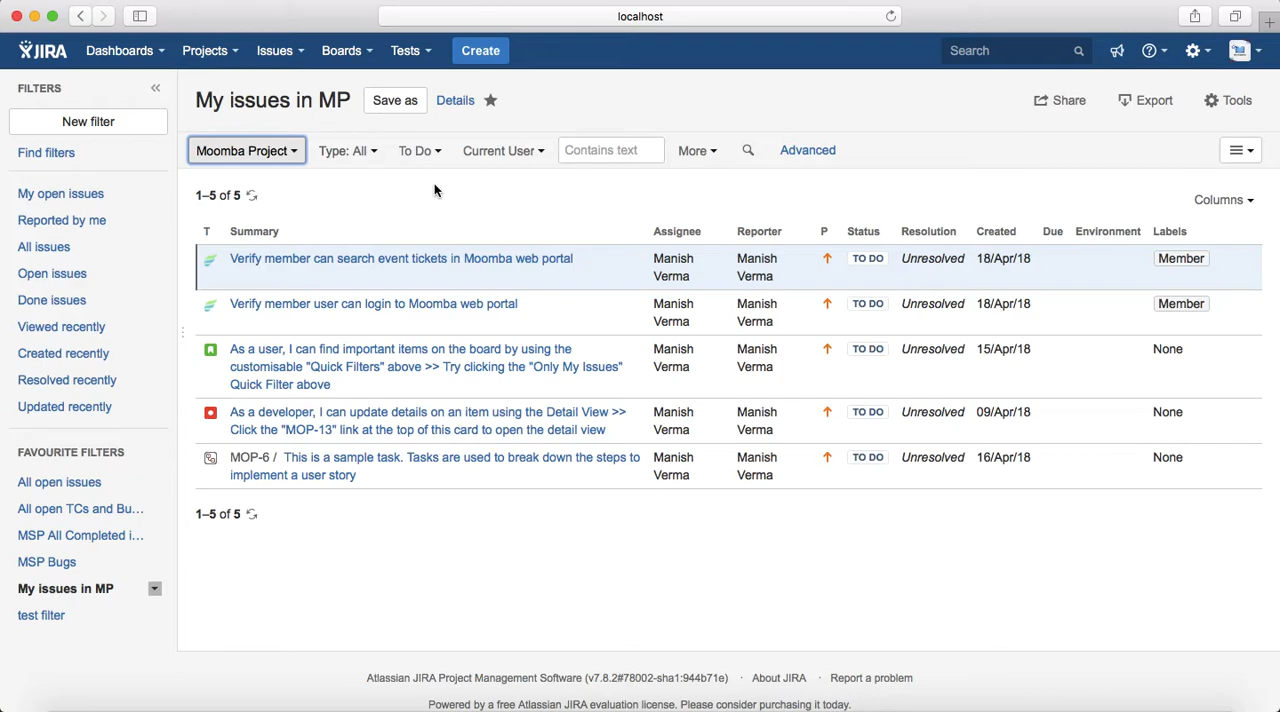 localhost
JIRA Dashboards Projects Issues Boards Tests Create Search
FILTERS
New filter
Find filters
My open issues
Reported by me
All issues
Open issues
Done issues
Viewed recently
Created recently
Resolved recently
Updated recently
FAVOURITE FILTERS
All open issues
All open TCs and Bu...
MSP All Completed i...
MSP Bugs
My issues in MP
test filter
My issues in MP Save as Details Share Export Tools
Moomba Project Type: All To Do Current User Contains text More Advanced
1–5 of 5
Columns
T Summary Assignee Reporter P Status Resolution Created Due Environment Labels
Verify member can search event tickets in Moomba web portal Manish Manish TO DO Unresolved 18/Apr/18 Member
Verma Verma
Verify member user can login to Moomba web portal Manish Manish TO DO Unresolved 18/Apr/18 Member
Verma Verma
As a user, I can find important items on the board by using the Manish Manish TO DO Unresolved 15/Apr/18 None
customisable "Quick Filters" above >> Try clicking the "Only My Issues" Verma Verma
Quick Filter above
As a developer, I can update details on an item using the Detail View >> Manish Manish TO DO Unresolved 09/Apr/18 None
Click the "MOP-13" link at the top of this card to open the detail view Verma Verma
MOP-6 / This is a sample task. Tasks are used to break down the steps to Manish Manish TO DO Unresolved 16/Apr/18 None
implement a user story Verma Verma
1–5 of 5
Atlassian JIRA Project Management Software (v7.8.2#78002-sha1:944b71e) · About JIRA · Report a problem
Powered by a free Atlassian JIRA evaluation license. Please consider purchasing it today.